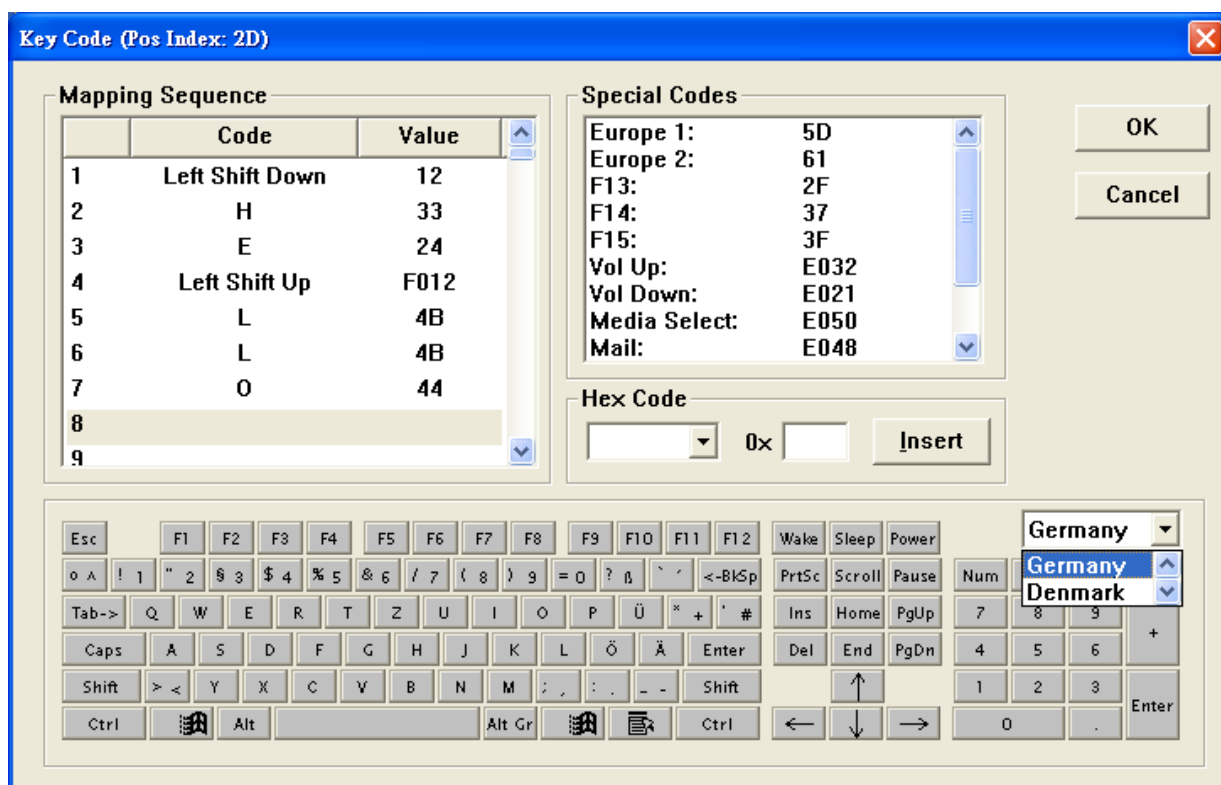 Key Code (Pos Index: 2D)
Mapping Sequence
Code Value
1 Left Shift Down 12
2 H 33
3 E 24
4 Left Shift Up F012
5 L 4B
6 L 4B
7 O 44
8
9
Special Codes
Europe 1: 5D
Europe 2: 61
F13: 2F
F14: 37
F15: 3F
Vol Up: E032
Vol Down: E021
Media Select: E050
Mail: E048
Hex Code
0x Insert
OK
Cancel
Germany
Germany
Denmark
Esc F1 F2 F3 F4 F5 F6 F7 F8 F9 F10 F11 F12 Wake Sleep Power
o ^ ! 1 " 2 § 3 $ 4 % 5 & 6 / 7 ( 8 ) 9 = 0 ? ß ` ´ <-BkSp PrtSc Scroll Pause Num
Tab-> Q W E R T Z U I O P Ü * + ' # Ins Home PgUp 7 8 9
Caps A S D F G H J K L Ö Ä Enter Del End PgDn 4 5 6 +
Shift > < Y X C V B N M ; , : . _ - Shift ↑ 1 2 3
Ctrl Alt Alt Gr Ctrl ← ↓ → 0 . Enter